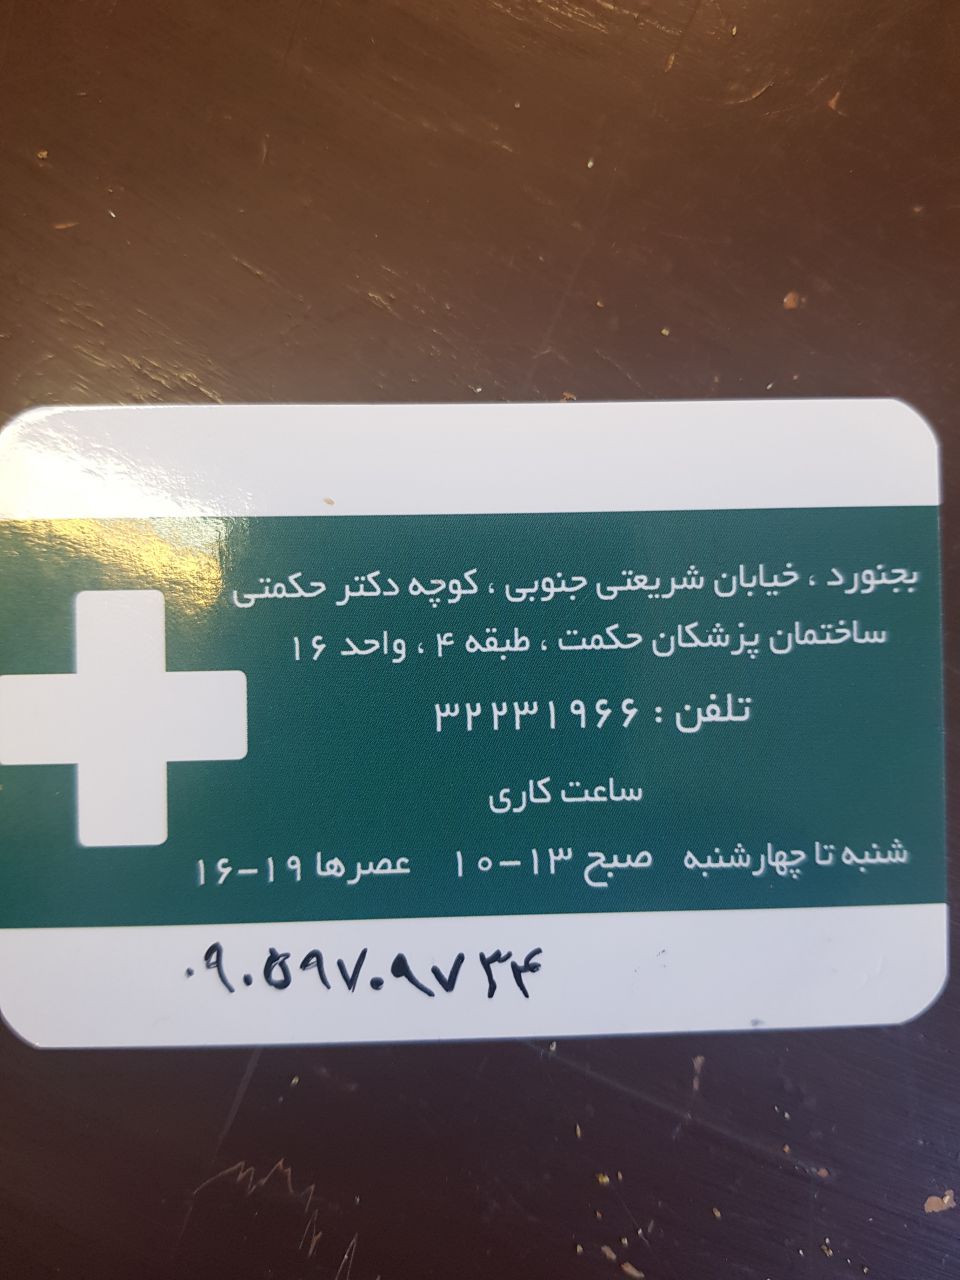 بجنورد ، خیابان شریعتی جنوبی ، کوچه دکتر حکمتی
ساختمان پزشکان حکمت ، طبقه ۴ ، واحد ۱۶
تلفن : ۳۲۲۳۱۹۶۶
ساعت کاری
شنبه تا چهارشنبه صبح ۱۳–۱۰ عصرها ۱۹–۱۶
۰۹۰۵۹۷۰۹۷۳۴